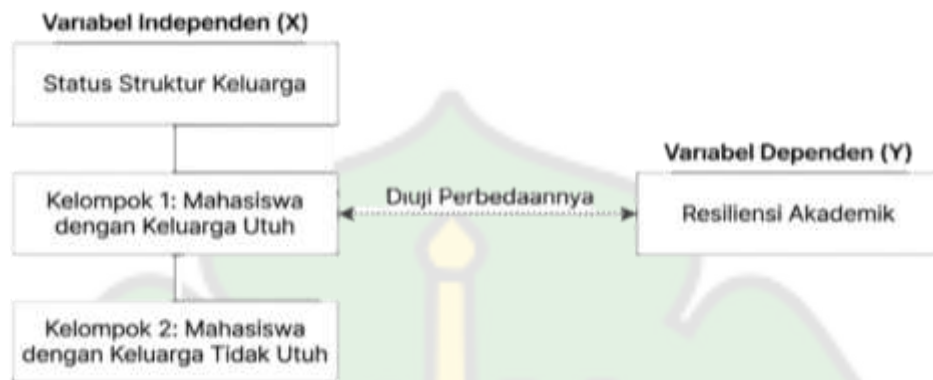 Variabel Independen (X)
Status Struktur Keluarga
Kelompok 1: Mahasiswa
dengan Keluarga Utuh
Diuji Perbedaannya
Variabel Dependen (Y)
Resiliensi Akademik
Kelompok 2: Mahasiswa
dengan Keluarga Tidak Utuh